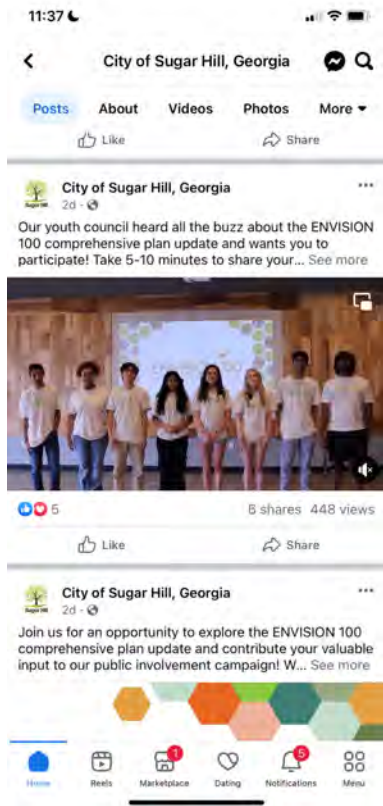 11:37
City of Sugar Hill, Georgia
Posts About Videos Photos More
Like Share
City of Sugar Hill, Georgia
2d
Our youth council heard all the buzz about the ENVISION
100 comprehensive plan update and wants you to
participate! Take 5-10 minutes to share your... See more
5 6 shares 448 views
Like Share
City of Sugar Hill, Georgia
2d
Join us for an opportunity to explore the ENVISION 100
comprehensive plan update and contribute your valuable
input to our public involvement campaign! W... See more
1 5
Home Reels Marketplace Dating Notifications Menu